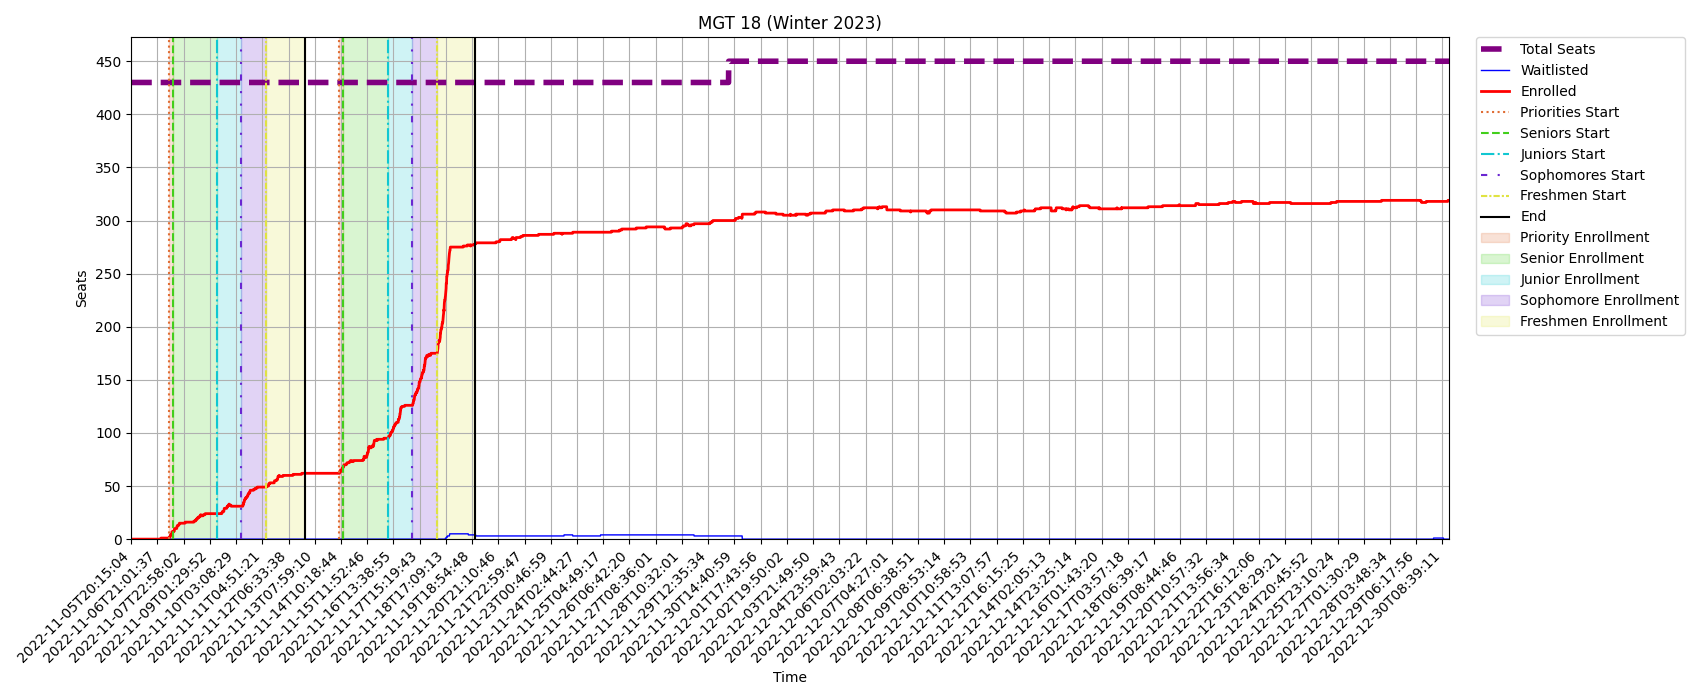 MGT 18 (Winter 2023)
450
400
350
300
250
200
150
100
50
0
Seats
2022-11-05T20:15:04
2022-11-06T21:01:37
2022-11-07T22:58:02
2022-11-09T01:29:52
2022-11-10T03:08:29
2022-11-11T04:51:23
2022-11-12T06:33:38
2022-11-13T07:59:10
2022-11-14T10:18:44
2022-11-15T11:52:46
2022-11-16T13:38:55
2022-11-17T15:19:43
2022-11-18T17:09:13
2022-11-19T18:54:48
2022-11-20T21:10:46
2022-11-21T22:59:47
2022-11-23T00:46:59
2022-11-24T02:44:27
2022-11-25T04:49:17
2022-11-26T06:42:20
2022-11-27T08:36:01
2022-11-28T10:32:01
2022-11-29T12:35:34
2022-11-30T14:40:59
2022-12-01T17:43:56
2022-12-02T19:50:02
2022-12-03T21:49:50
2022-12-04T23:59:43
2022-12-06T02:03:22
2022-12-07T04:27:01
2022-12-08T06:38:51
2022-12-09T08:53:14
2022-12-10T10:58:53
2022-12-11T13:07:57
2022-12-12T16:15:25
2022-12-14T02:05:13
2022-12-14T23:25:14
2022-12-16T01:43:20
2022-12-17T03:57:18
2022-12-18T06:39:17
2022-12-19T08:44:46
2022-12-20T10:57:32
2022-12-21T13:56:34
2022-12-22T16:12:06
2022-12-23T18:29:21
2022-12-24T20:45:52
2022-12-25T23:10:24
2022-12-27T01:30:29
2022-12-28T03:48:34
2022-12-29T06:17:56
2022-12-30T08:39:11
Time
Total Seats
Waitlisted
Enrolled
Priorities Start
Seniors Start
Juniors Start
Sophomores Start
Freshmen Start
End
Priority Enrollment
Senior Enrollment
Junior Enrollment
Sophomore Enrollment
Freshmen Enrollment